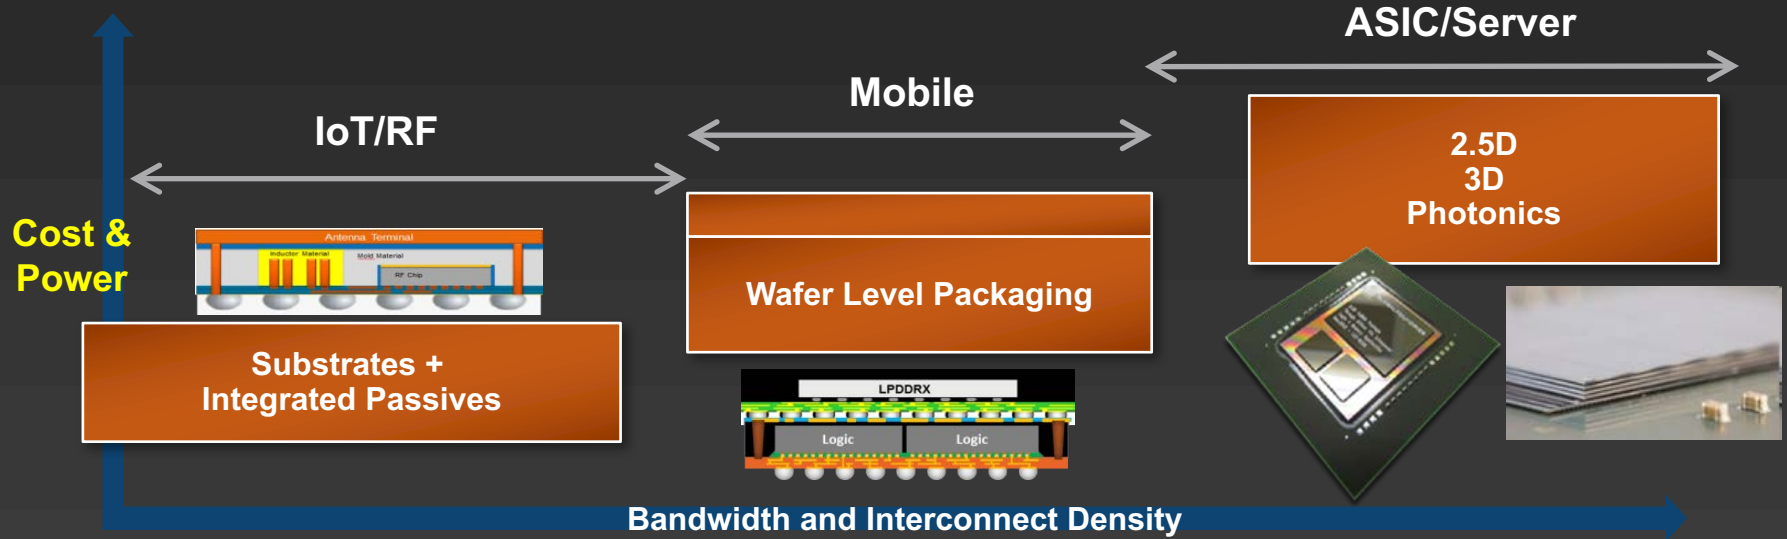 ASIC/Server
Mobile
IoT/RF
2.5D
3D
Photonics
Cost &
Power
Antenna Terminal
Inductor Material
Mold Material
RF Chip
Wafer Level Packaging
Substrates +
Integrated Passives
LPDDRX
Logic
Logic
Bandwidth and Interconnect Density